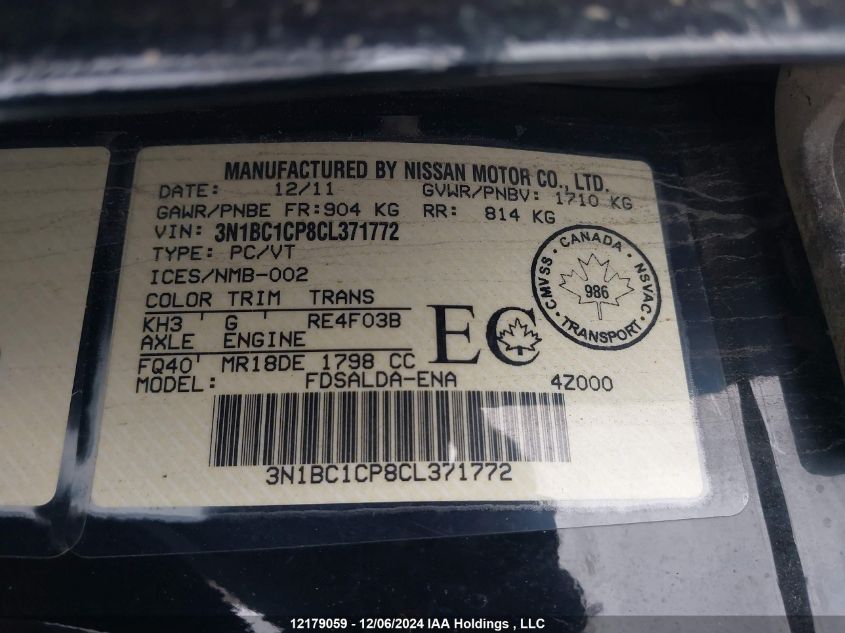 MANUFACTURED BY NISSAN MOTOR CO., LTD.
DATE: 12/11 GVWR/PNBV: 1710 KG
GAWR/PNBE FR:904 KG RR: 814 KG
VIN: 3N1BC1CP8CL371772
TYPE: PC/VT
ICES/NMB-002
COLOR TRIM TRANS
KH3 ' G ' RE4F03B
AXLE ENGINE
FQ40' MR18DE 1798 CC
MODEL: FDSALDA-ENA 4Z000
EC
CANADA
CMVSS 986 NSVAC
TRANSPORT
3N1BC1CP8CL371772
12179059 - 12/06/2024 IAA Holdings , LLC